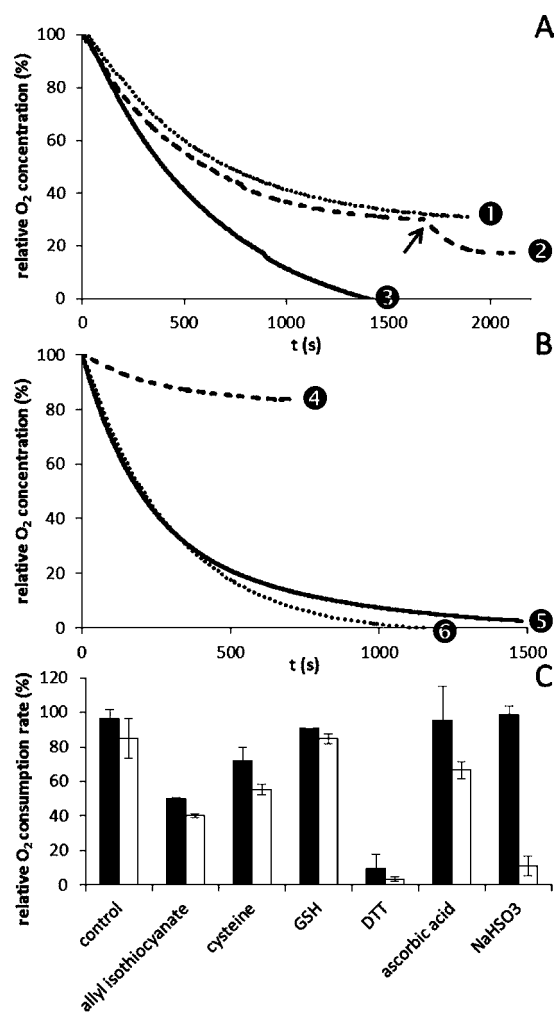 A
relative O2 concentration (%)
100
80
60
40
20
0
0 500 1000 1500 2000
t (s)
1
2
3
B
relative O2 concentration (%)
100
80
60
40
20
0
0 500 1000 1500
t (s)
4
5
6
C
relative O2 consumption rate (%)
120
100
80
60
40
20
0
control
allyl isothiocyanate
cysteine
GSH
DTT
ascorbic acid
NaHSO3